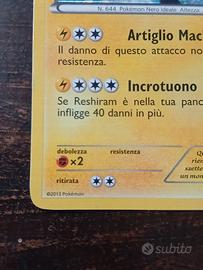 N. 644 Pokémon Nero Ideale Altezza
Artiglio Mac
Il danno di questo attacco no
resistenza.
Incrotuono
Se Reshiram è nella tua panc
infligge 40 danni in più.
debolezza
resistenza
×2
ritirata
©2012 Pokémon
subito